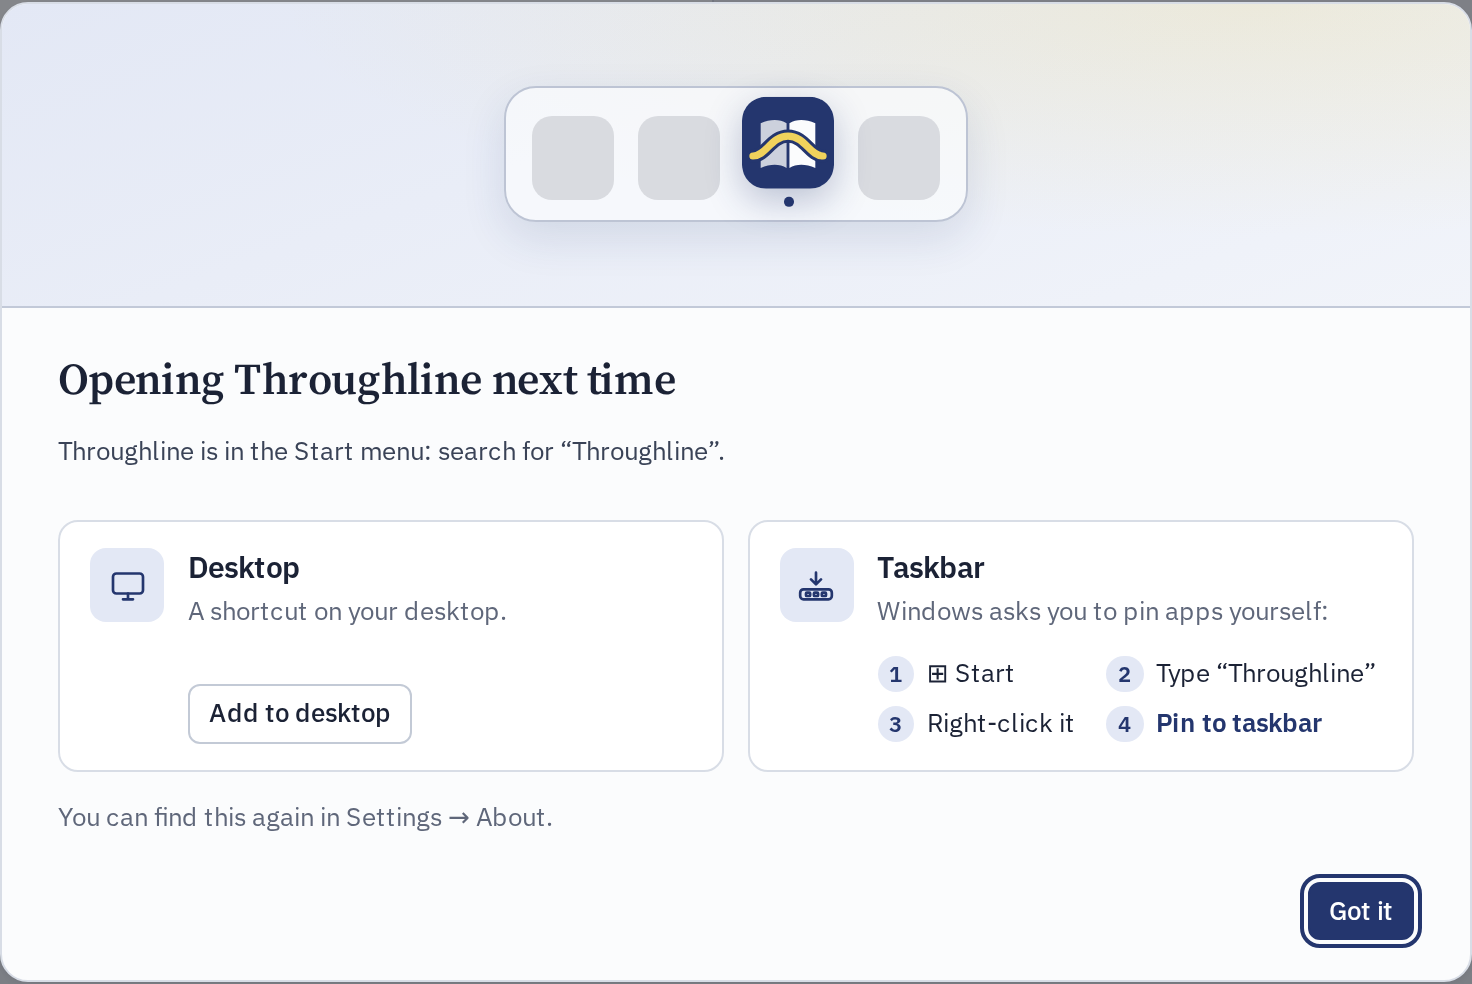 Opening Throughline next time
Throughline is in the Start menu: search for “Throughline”.
Desktop
A shortcut on your desktop.
Add to desktop
Taskbar
Windows asks you to pin apps yourself:
1 ⊞ Start
2 Type “Throughline”
3 Right-click it
4 Pin to taskbar
You can find this again in Settings → About.
Got it